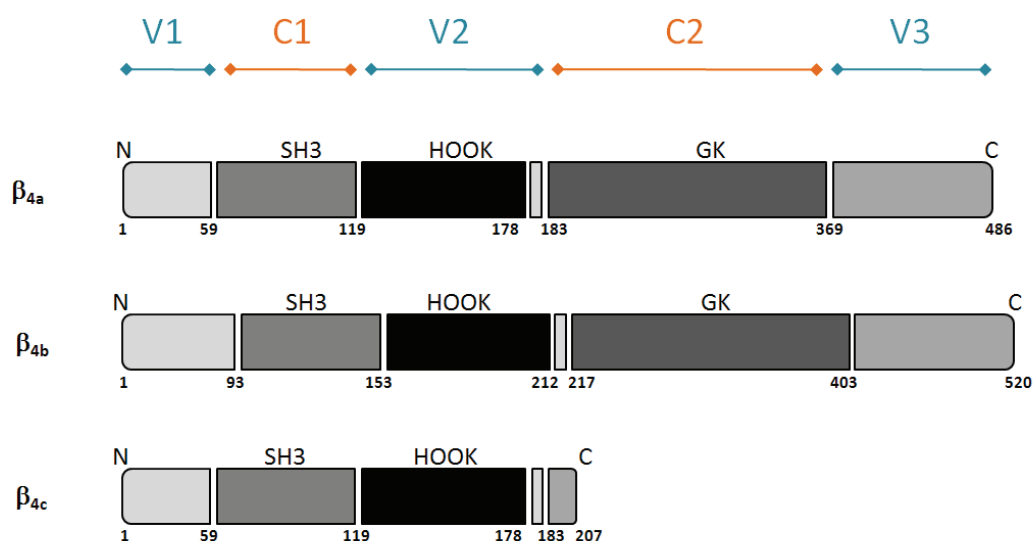 V1 C1 V2 C2 V3
N SH3 HOOK GK C
β4a
1 59 119 178 183 369 486
N SH3 HOOK GK C
β4b
1 93 153 212 217 403 520
N SH3 HOOK C
β4c
1 59 119 178 183 207